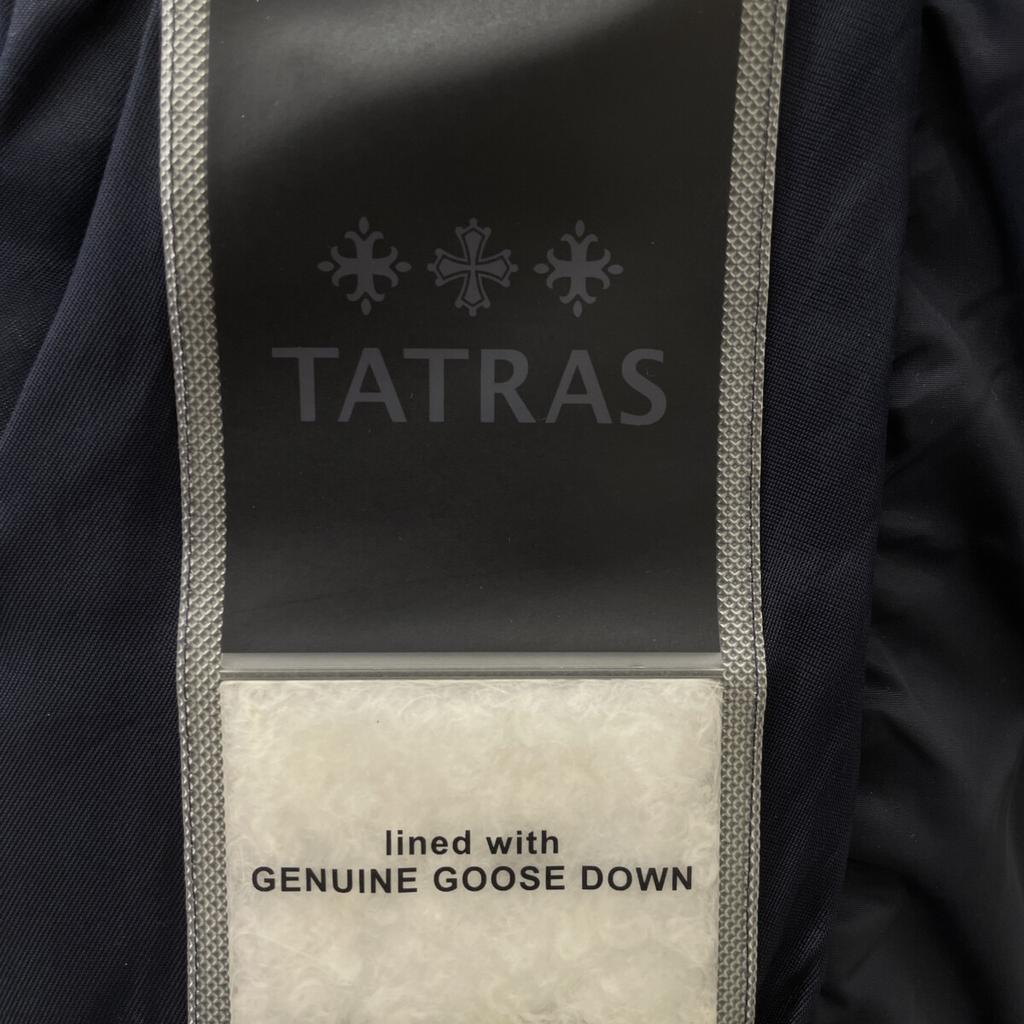 TATRAS
lined with
GENUINE GOOSE DOWN